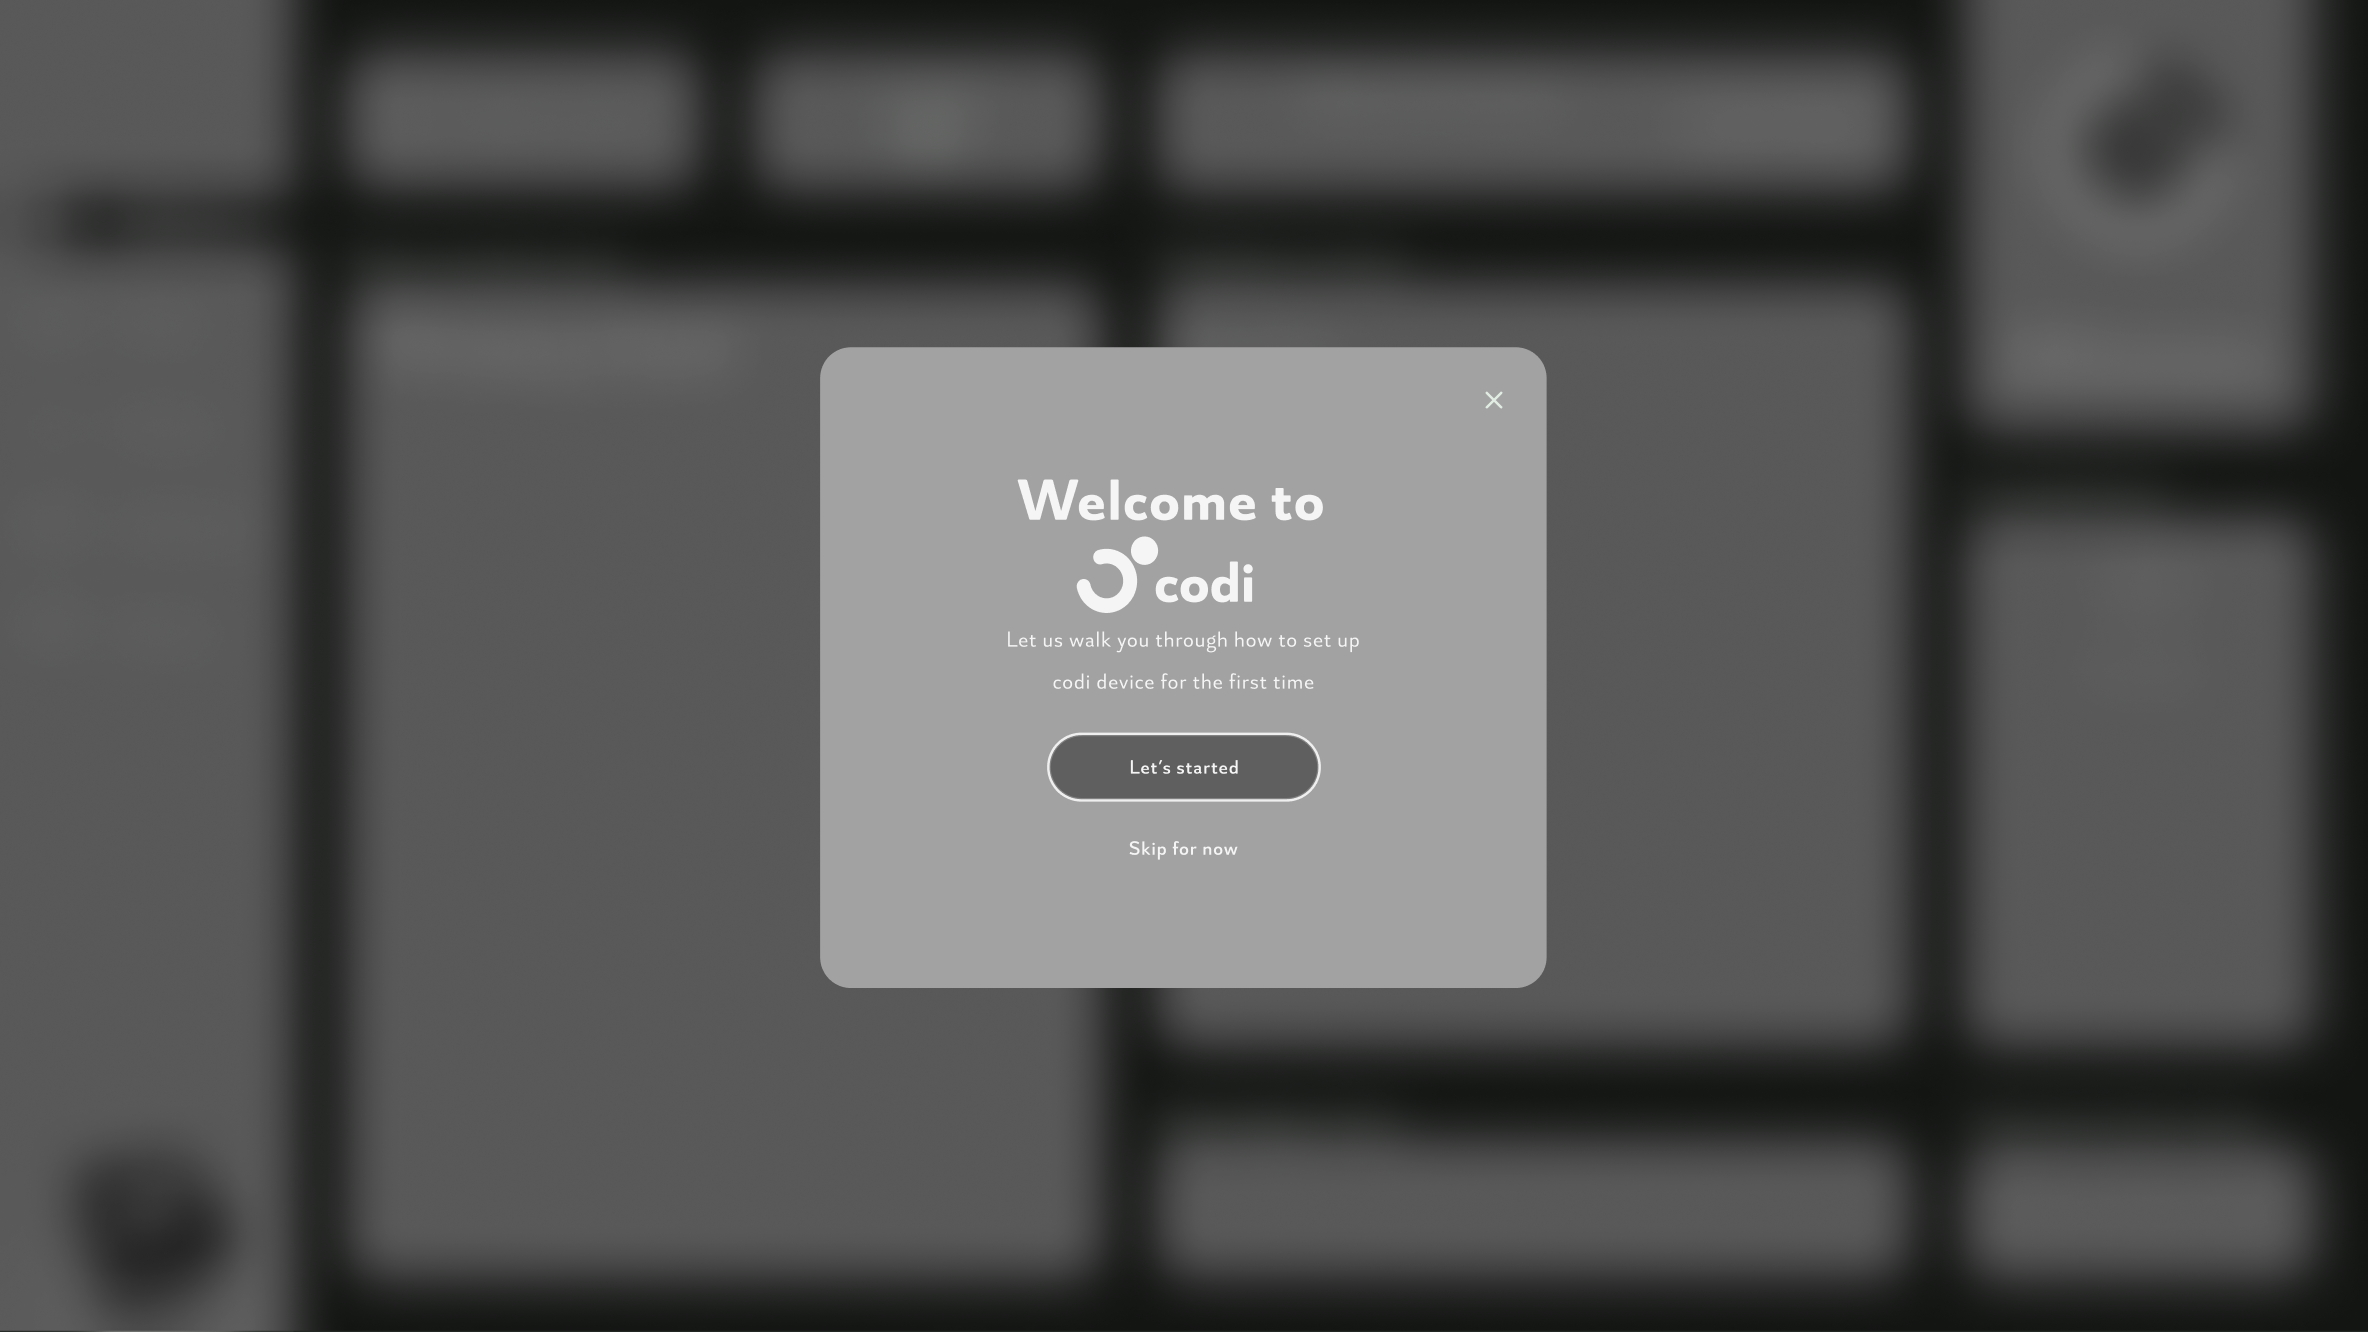 Welcome to
codi
Let us walk you through how to set up
codi device for the first time
Let's started
Skip for now